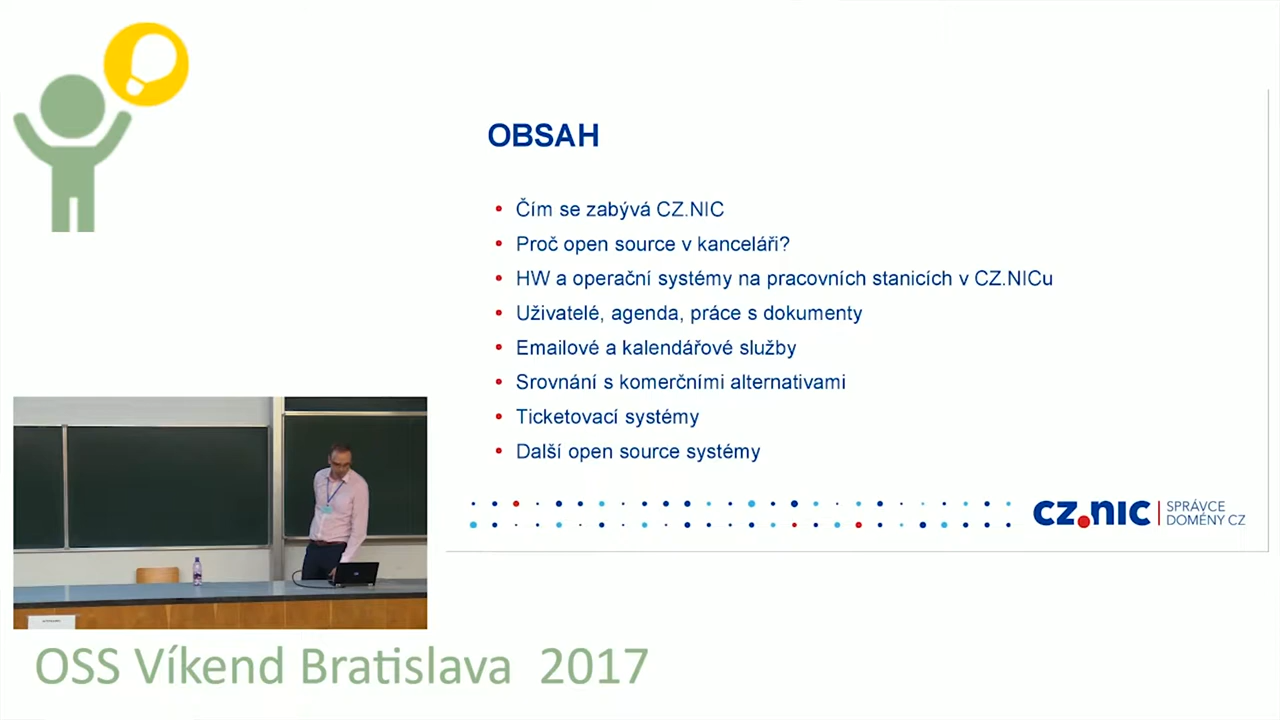 OBSAH
• Čím se zabývá CZ.NIC
• Proč open source v kanceláři?
• HW a operační systémy na pracovních stanicích v CZ.NICu
• Uživatelé, agenda, práce s dokumenty
• Emailové a kalendářové služby
• Srovnání s komerčními alternativami
• Ticketovací systémy
• Další open source systémy
cz.nic | SPRÁVCE
DOMÉNY CZ
OSS Víkend Bratislava 2017